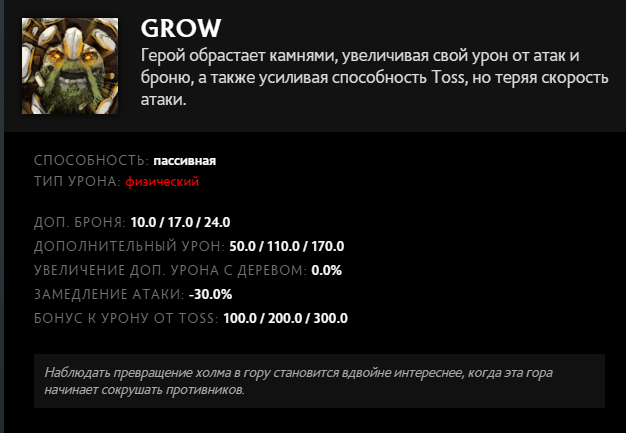 GROW
Герой обрастает камнями, увеличивая свой урон от атак и
броню, а также усиливая способность Toss, но теряя скорость
атаки.
СПОСОБНОСТЬ: пассивная
ТИП УРОНА: физический
ДОП. БРОНЯ: 10.0 / 17.0 / 24.0
ДОПОЛНИТЕЛЬНЫЙ УРОН: 50.0 / 110.0 / 170.0
УВЕЛИЧЕНИЕ ДОП. УРОНА С ДЕРЕВОМ: 0.0%
ЗАМЕДЛЕНИЕ АТАКИ: -30.0%
БОНУС К УРОНУ ОТ TOSS: 100.0 / 200.0 / 300.0
Наблюдать превращение холма в гору становится вдвойне интереснее, когда эта гора
начинает сокрушать противников.